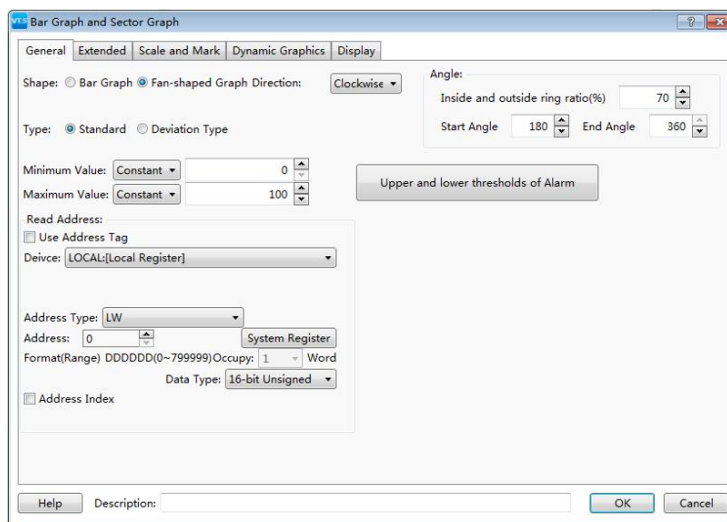 VT5 Bar Graph and Sector Graph
General Extended Scale and Mark Dynamic Graphics Display
Shape: Bar Graph Fan-shaped Graph Direction: Clockwise
Angle:
Inside and outside ring ratio(%) 70
Start Angle 180 End Angle 360
Type: Standard Deviation Type
Minimum Value: Constant 0
Maximum Value: Constant 100
Upper and lower thresholds of Alarm
Read Address:
Use Address Tag
Deivce: LOCAL:[Local Register]
Address Type: LW
Address: 0 System Register
Format(Range) DDDDDD(0~799999)Occupy: 1 Word
Data Type: 16-bit Unsigned
Address Index
Help Description: OK Cancel